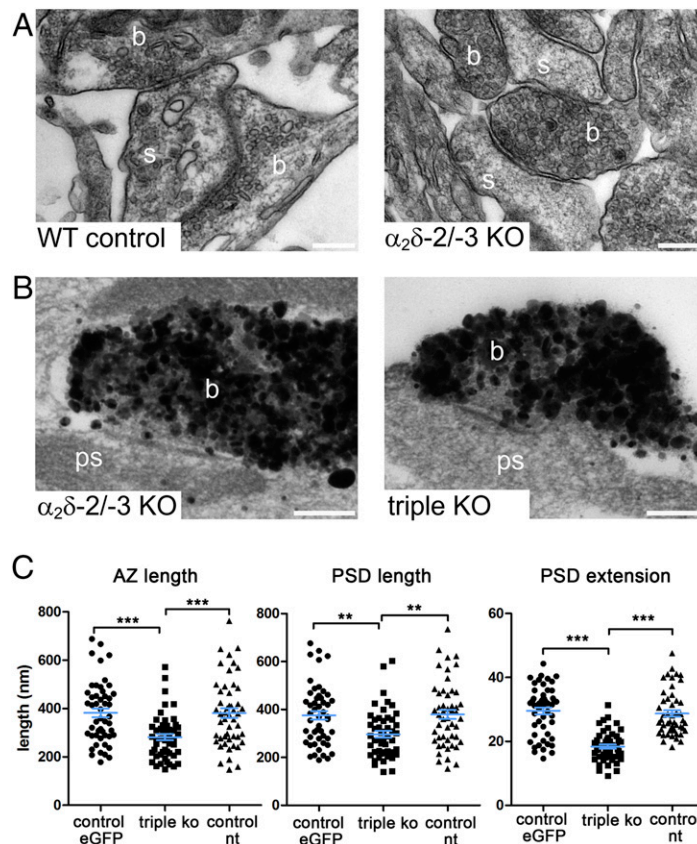 A
b
s
b
WT control
b
s
b
s
α₂δ-2/-3 KO
B
b
ps
α₂δ-2/-3 KO
b
ps
triple KO
C
AZ length
PSD length
PSD extension
length (nm)
800
600
400
200
0
***
***
control eGFP
triple ko
control nt
800
600
400
200
0
**
**
control eGFP
triple ko
control nt
60
40
20
0
***
***
control eGFP
triple ko
control nt